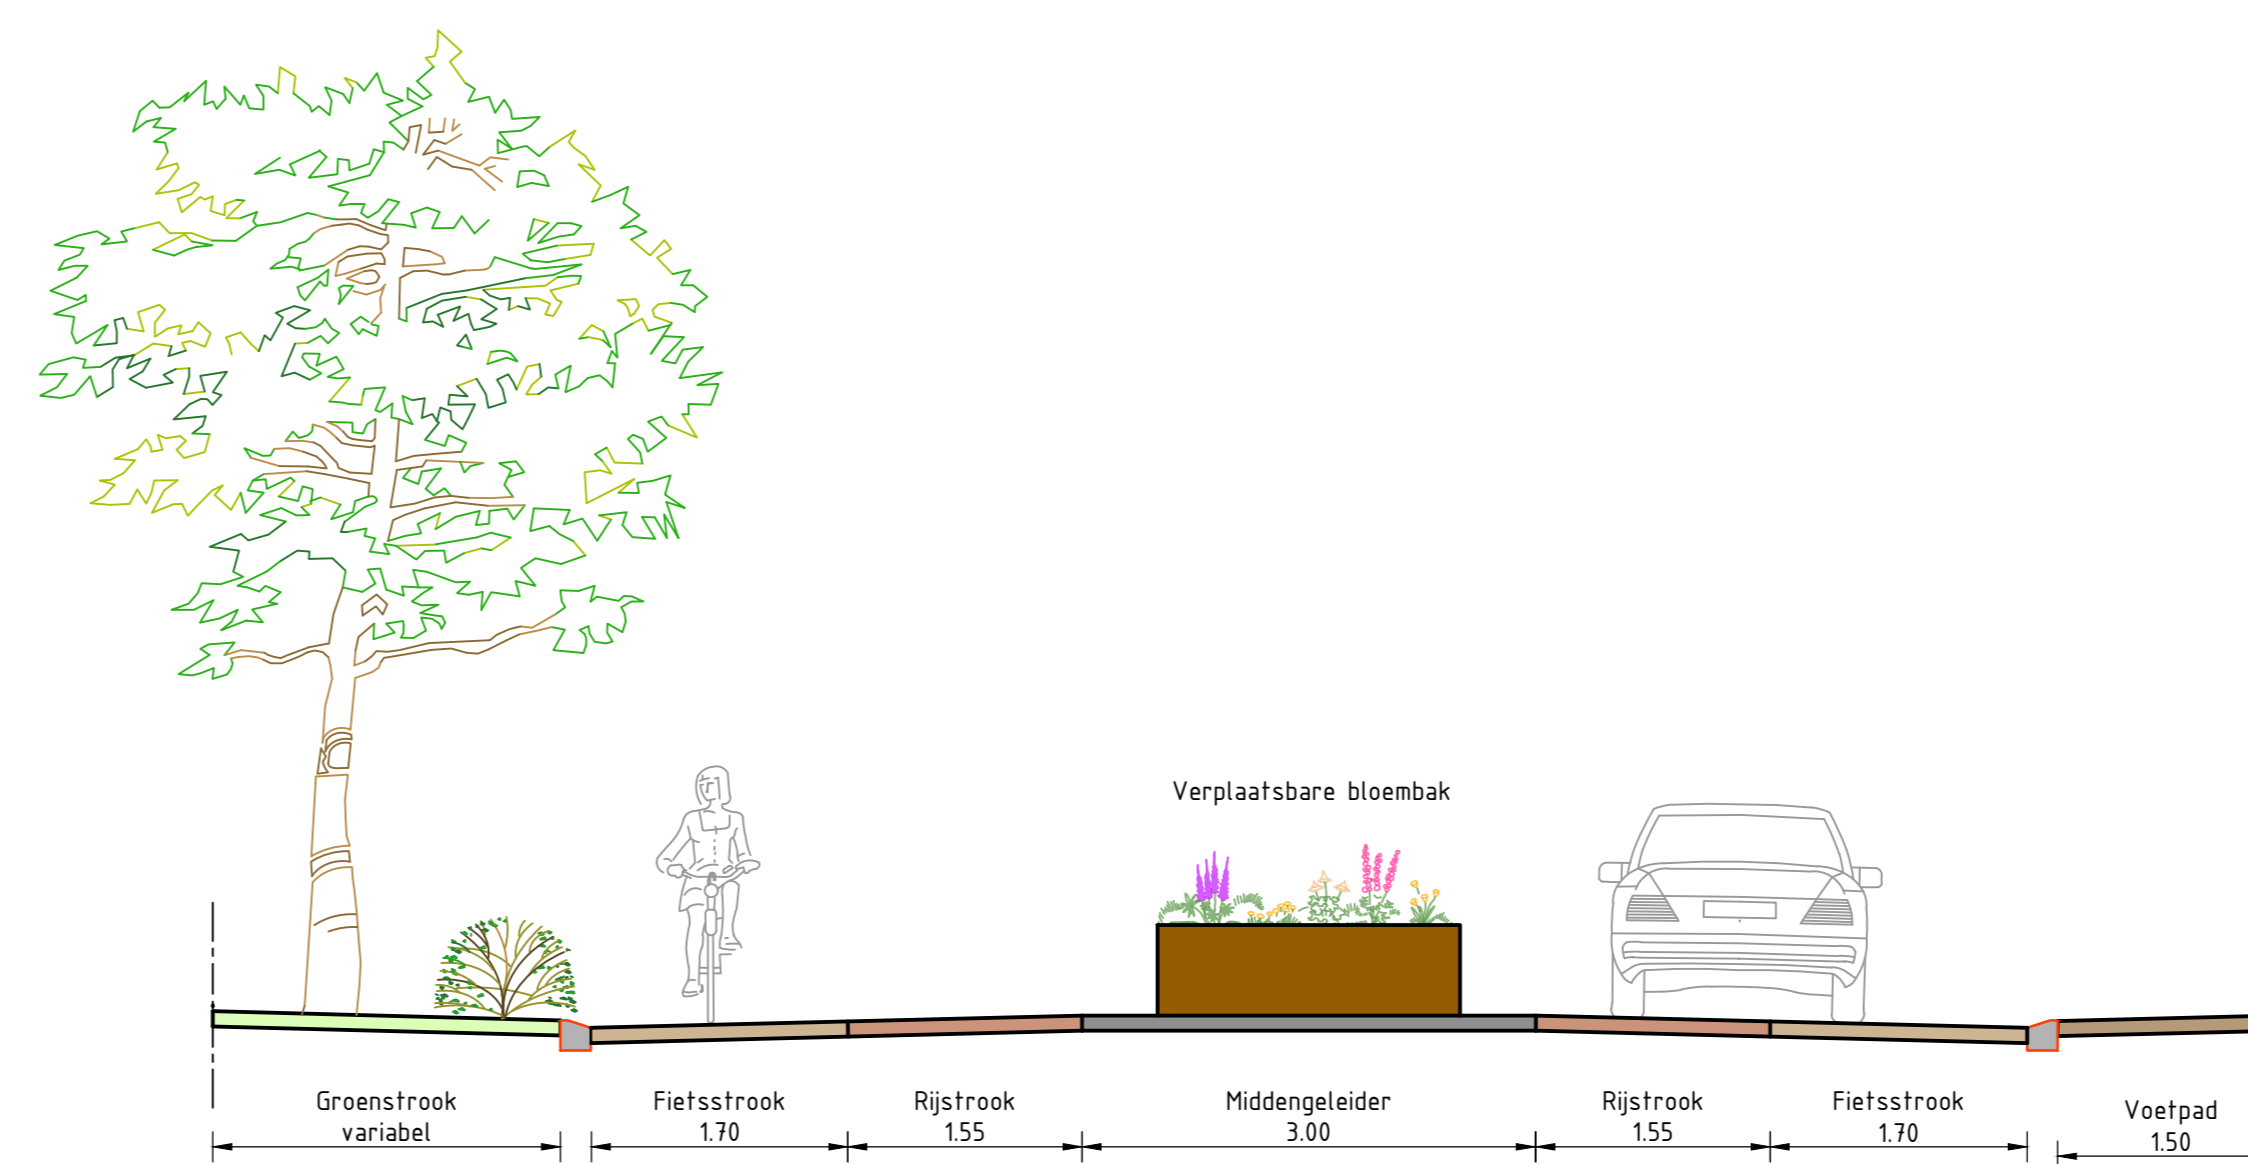 Verplaatsbare bloembak
Groenstrook
variabel
Fietsstrook
1.70
Rijstrook
1.55
Middengeleider
3.00
Rijstrook
1.55
Fietsstrook
1.70
Voetpad
1.50